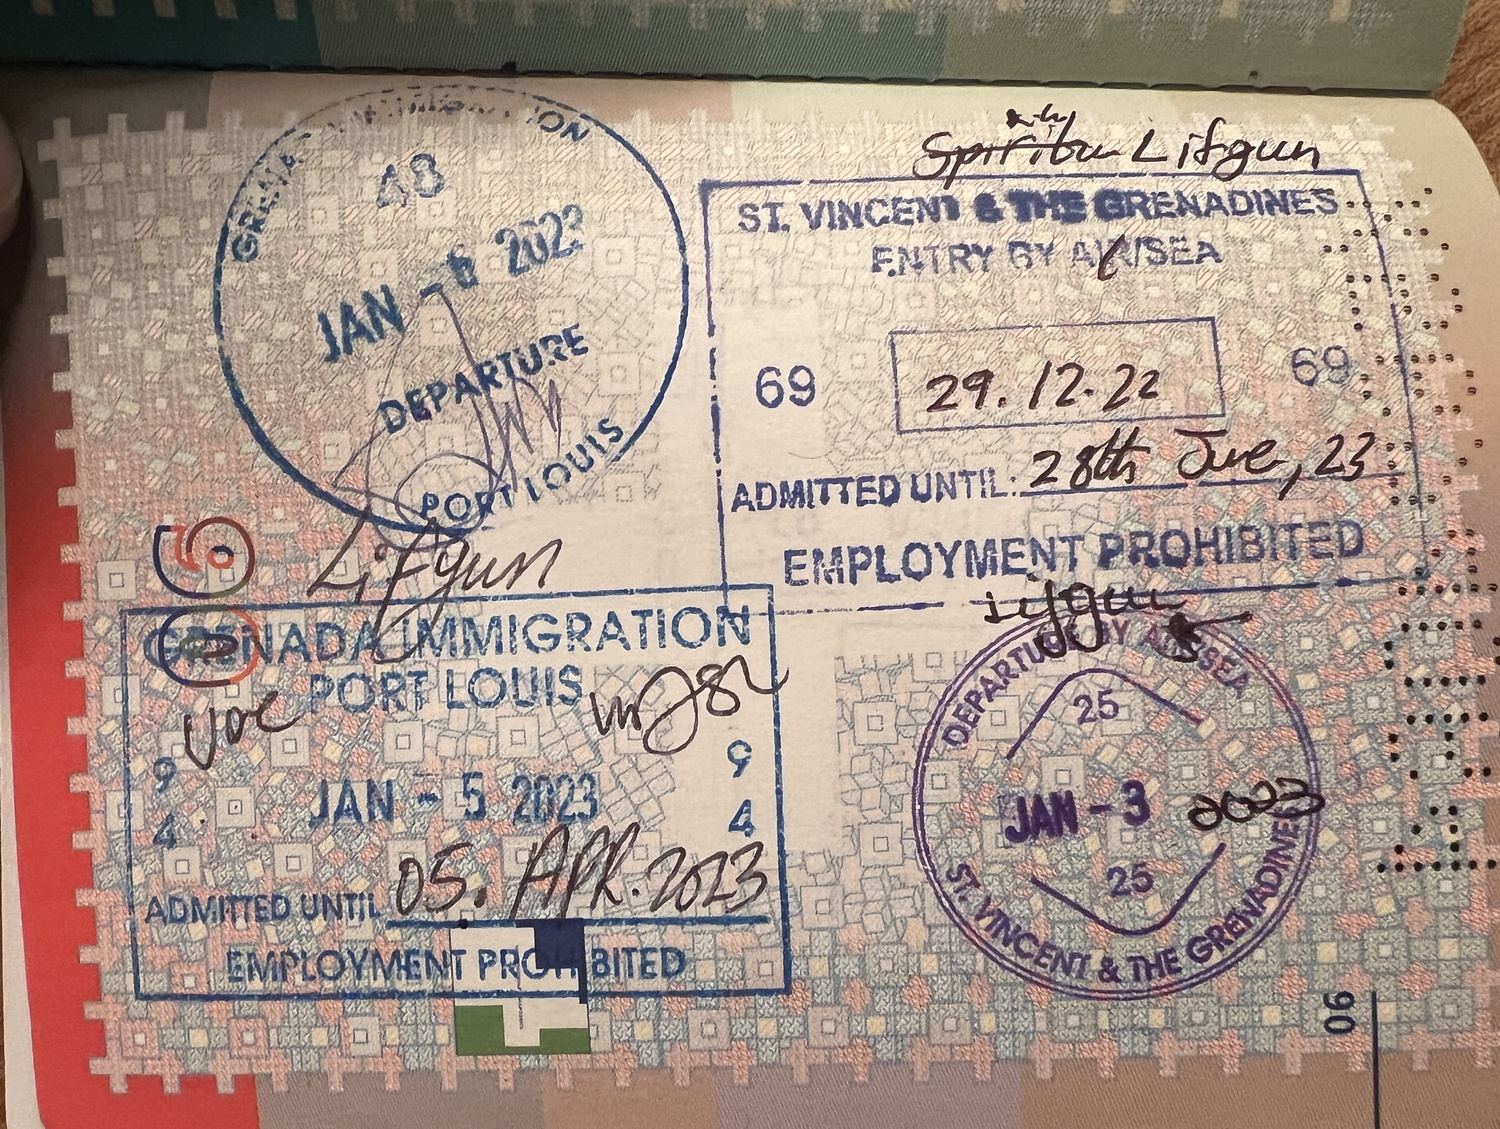 GRENADA IMMIGRATION
48
JAN - 6 2023
DEPARTURE
PORT LOUIS
Lifgun
GRENADA IMMIGRATION
PORT LOUIS
9 9
JAN - 5 2023
4 4
ADMITTED UNTIL 05. APR. 2023
EMPLOYMENT PROHIBITED
Lifgun
ST. VINCENT & THE GRENADINES
ENTRY BY AIR/SEA
69 29.12.22 69
ADMITTED UNTIL: 28th June, 23
EMPLOYMENT PROHIBITED
DEPARTURE BY AIR/SEA
25
JAN - 3 2023
25
ST. VINCENT & THE GRENADINES
06